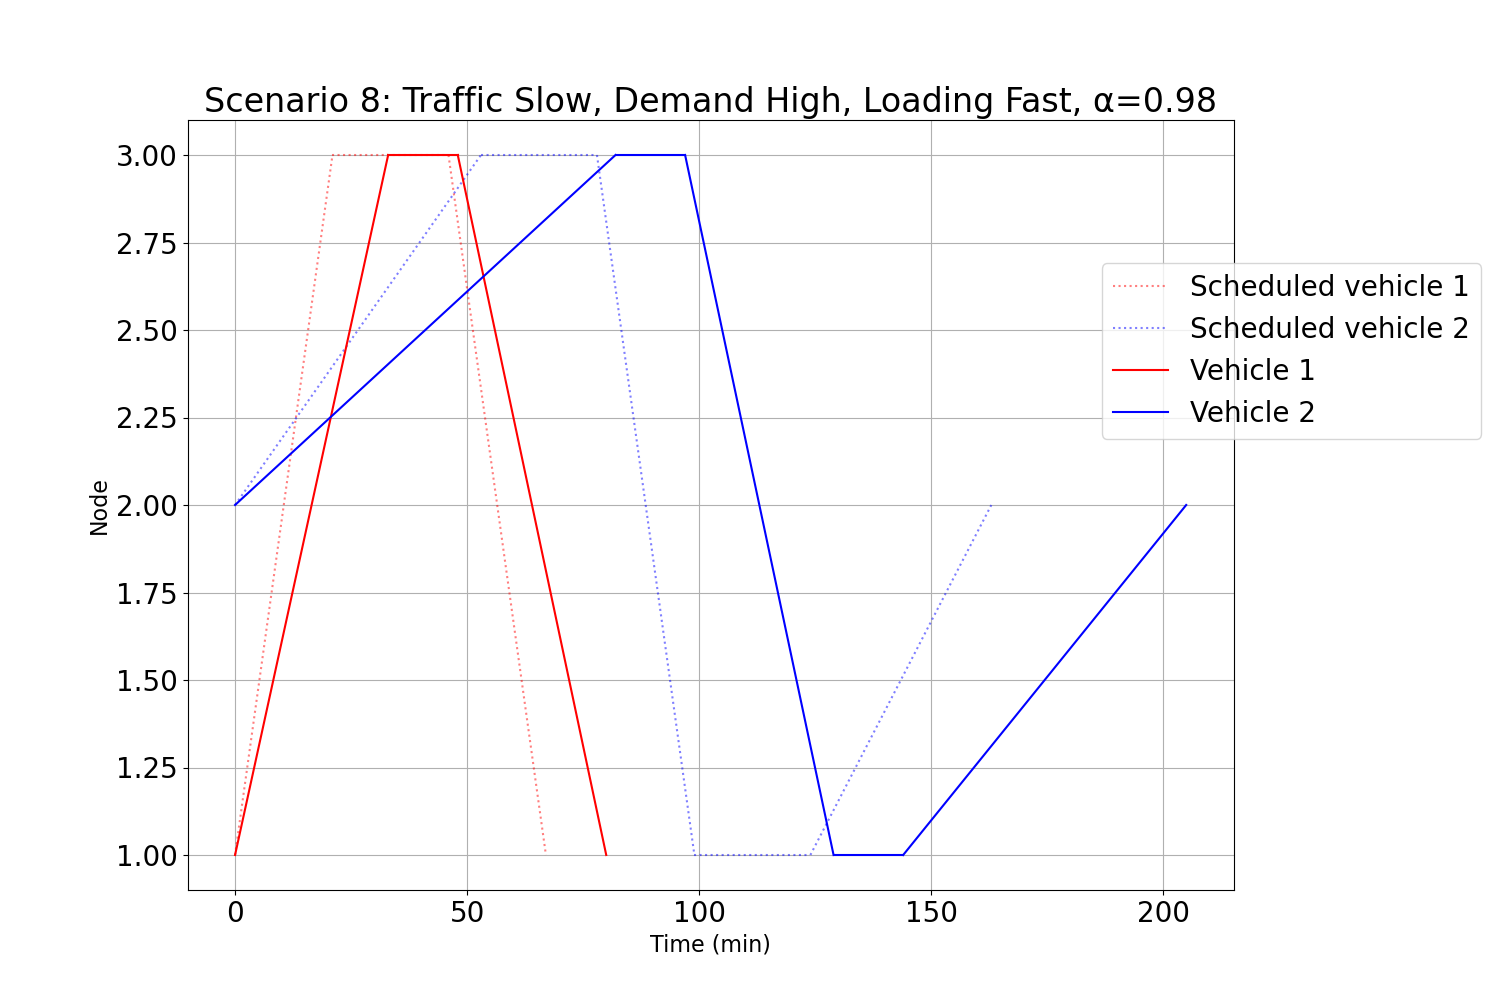 Scenario 8: Traffic Slow, Demand High, Loading Fast, α=0.98
3.00
2.75
2.50
2.25
2.00
1.75
1.50
1.25
1.00
Node
0 50 100 150 200
Time (min)
Scheduled vehicle 1
Scheduled vehicle 2
Vehicle 1
Vehicle 2